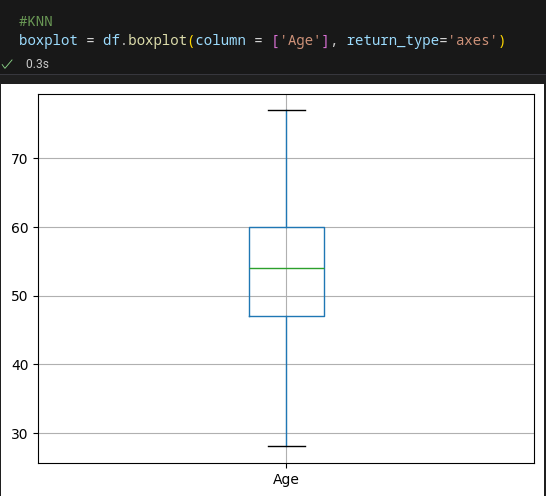 #KNN
boxplot = df.boxplot(column = ['Age'], return_type='axes')
✓ 0.3s
70
60
50
40
30
Age